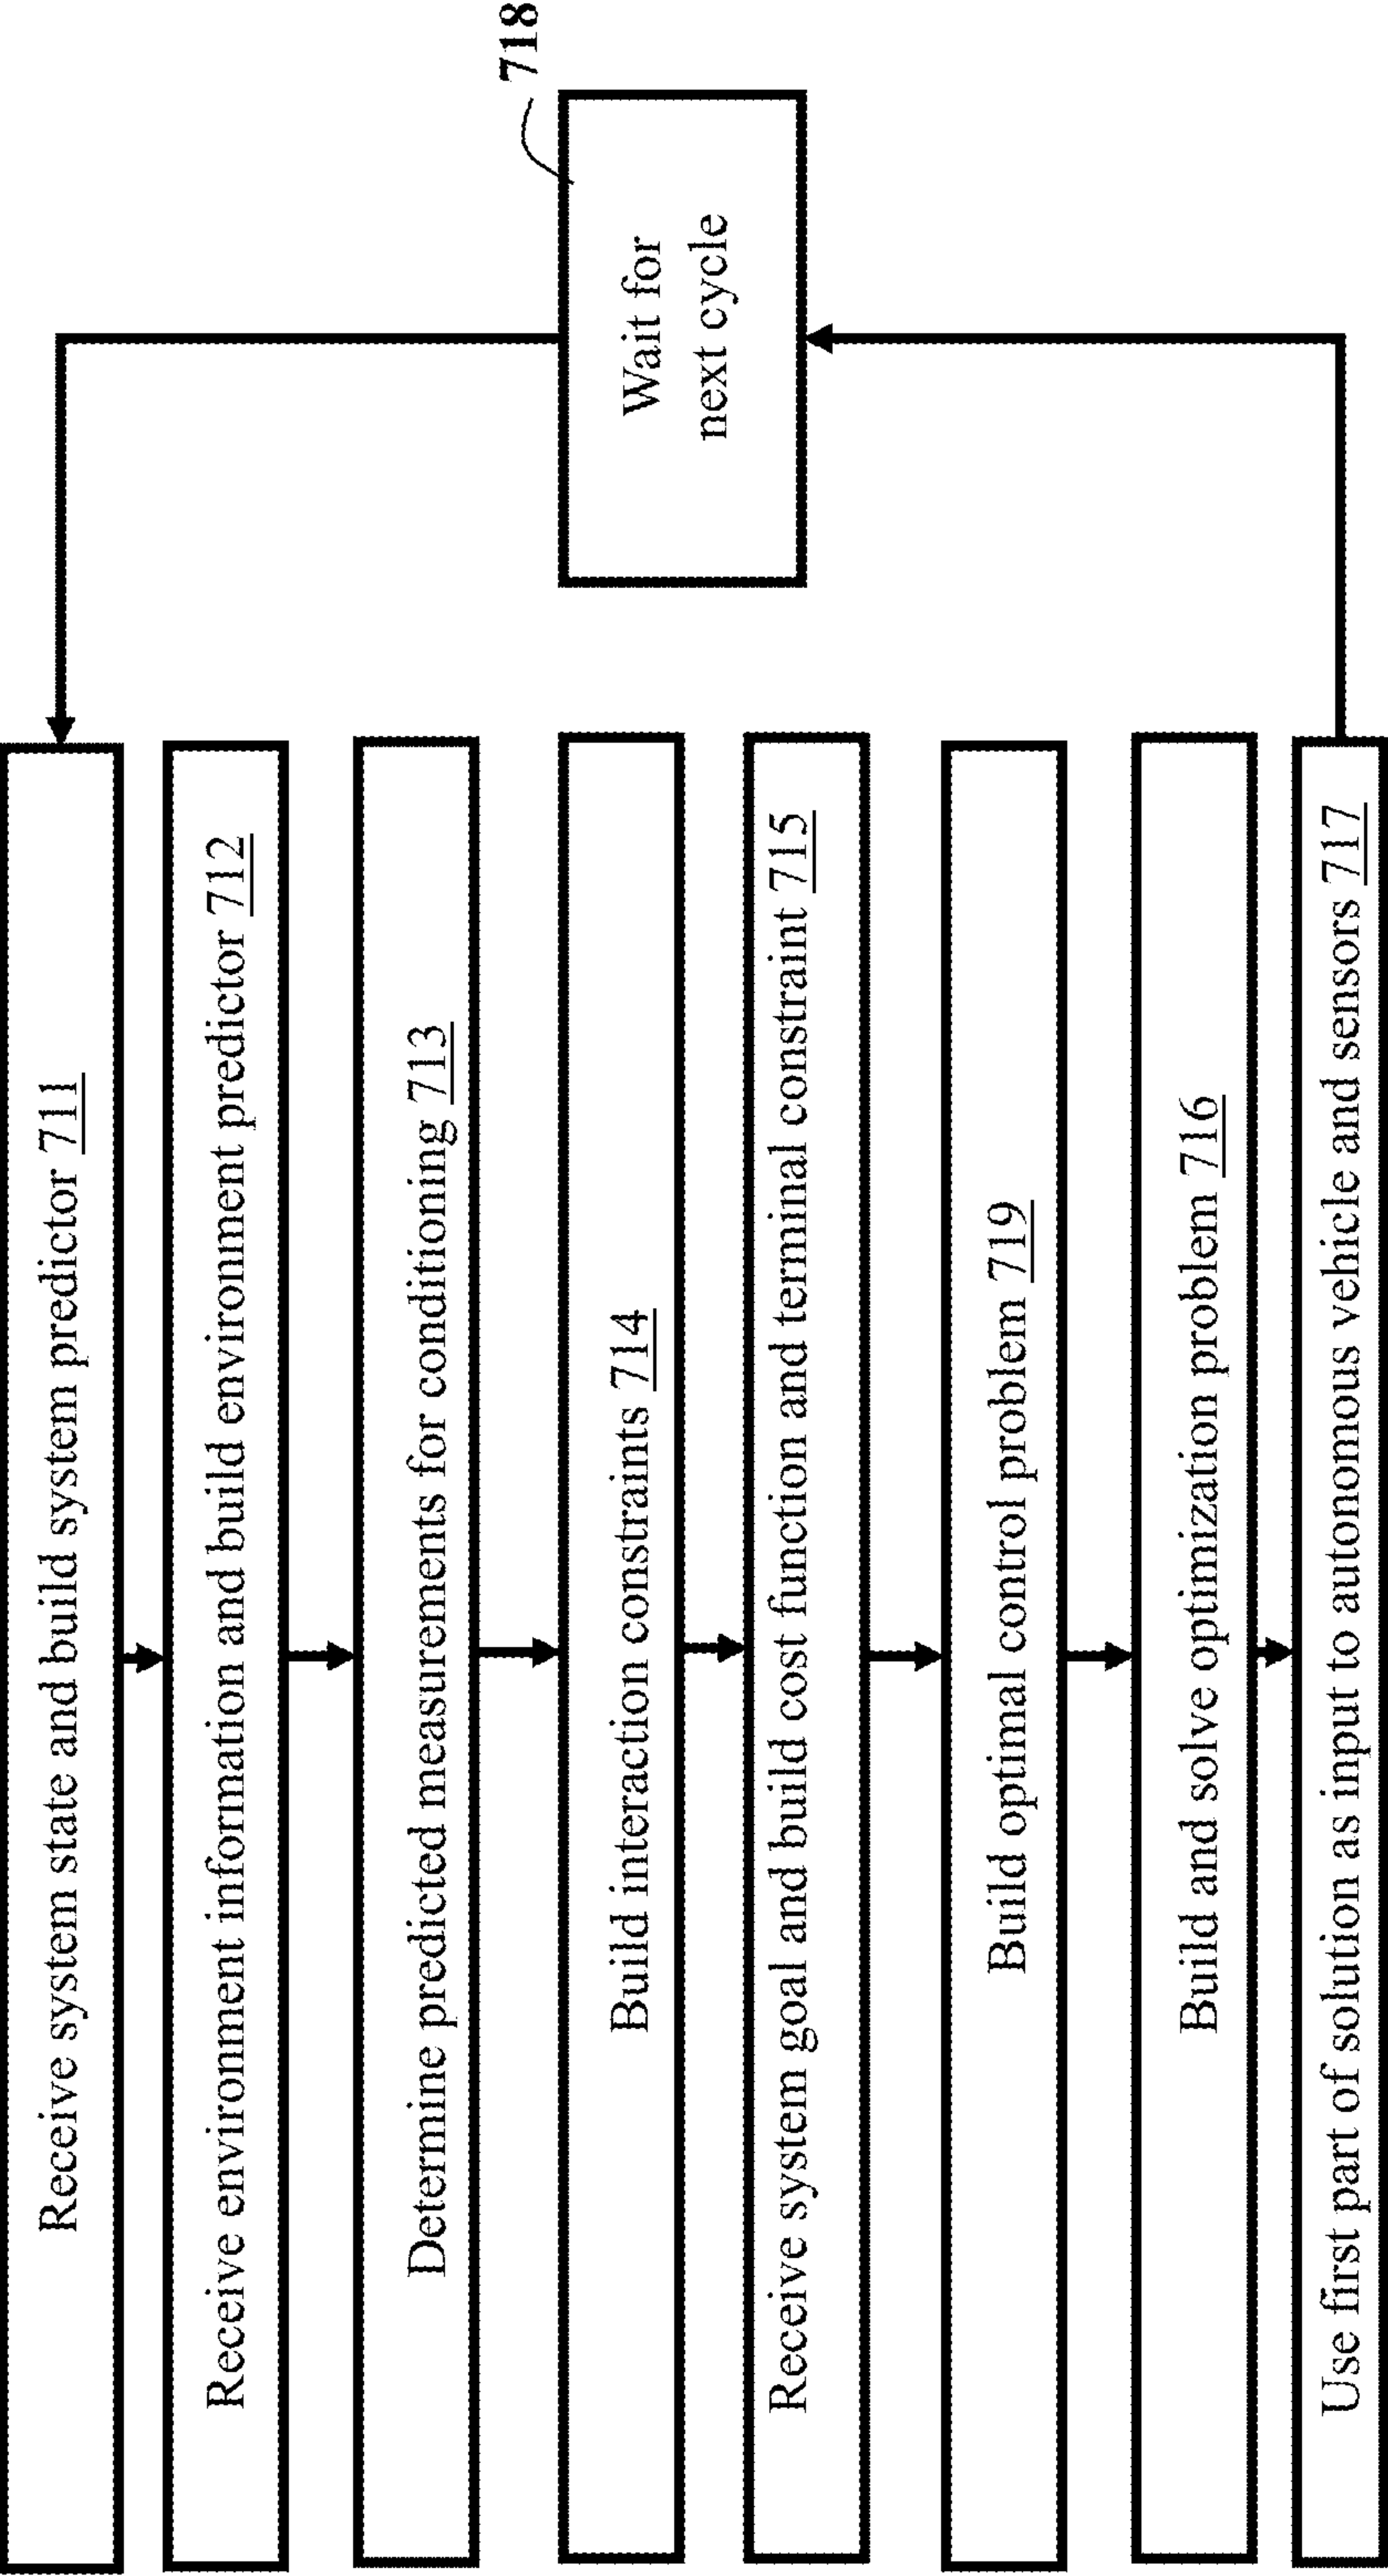 Receive system state and build system predictor 711
Receive environment information and build environment predictor 712
Determine predicted measurements for conditioning 713
Build interaction constraints 714
Receive system goal and build cost function and terminal constraint 715
Build optimal control problem 719
Build and solve optimization problem 716
Use first part of solution as input to autonomous vehicle and sensors 717
718
Wait for
next cycle